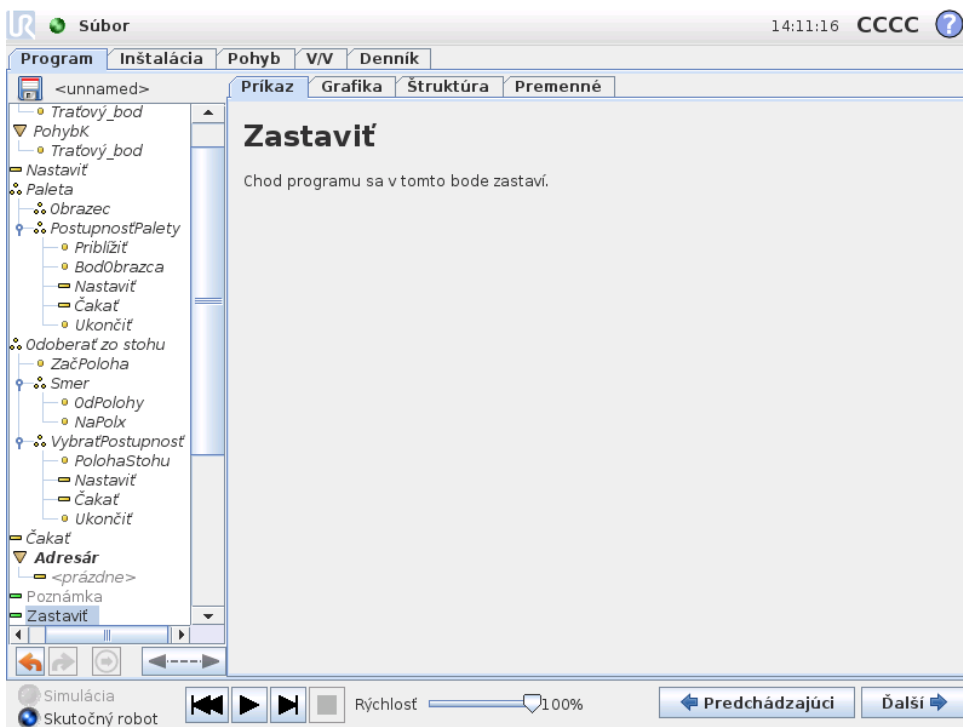 UR Súbor 14:11:16 CCCC ?
Program Inštalácia Pohyb V/V Denník
<unnamed> Príkaz Grafika Štruktúra Premenné
Traťový_bod
PohybK
Traťový_bod
Nastaviť
Paleta
Obrazec
PostupnosťPalety
Priblížiť
BodObrazca
Nastaviť
Čakať
Ukončiť
Odoberať zo stohu
ZačPoloha
Smer
OdPolohy
NaPolx
VybraťPostupnosť
PolohaStohu
Nastaviť
Čakať
Ukončiť
Čakať
Adresár
<prázdne>
Poznámka
Zastaviť
Zastaviť
Chod programu sa v tomto bode zastaví.
Simulácia
Skutočný robot
Rýchlosť 100%
Predchádzajúci Ďalší